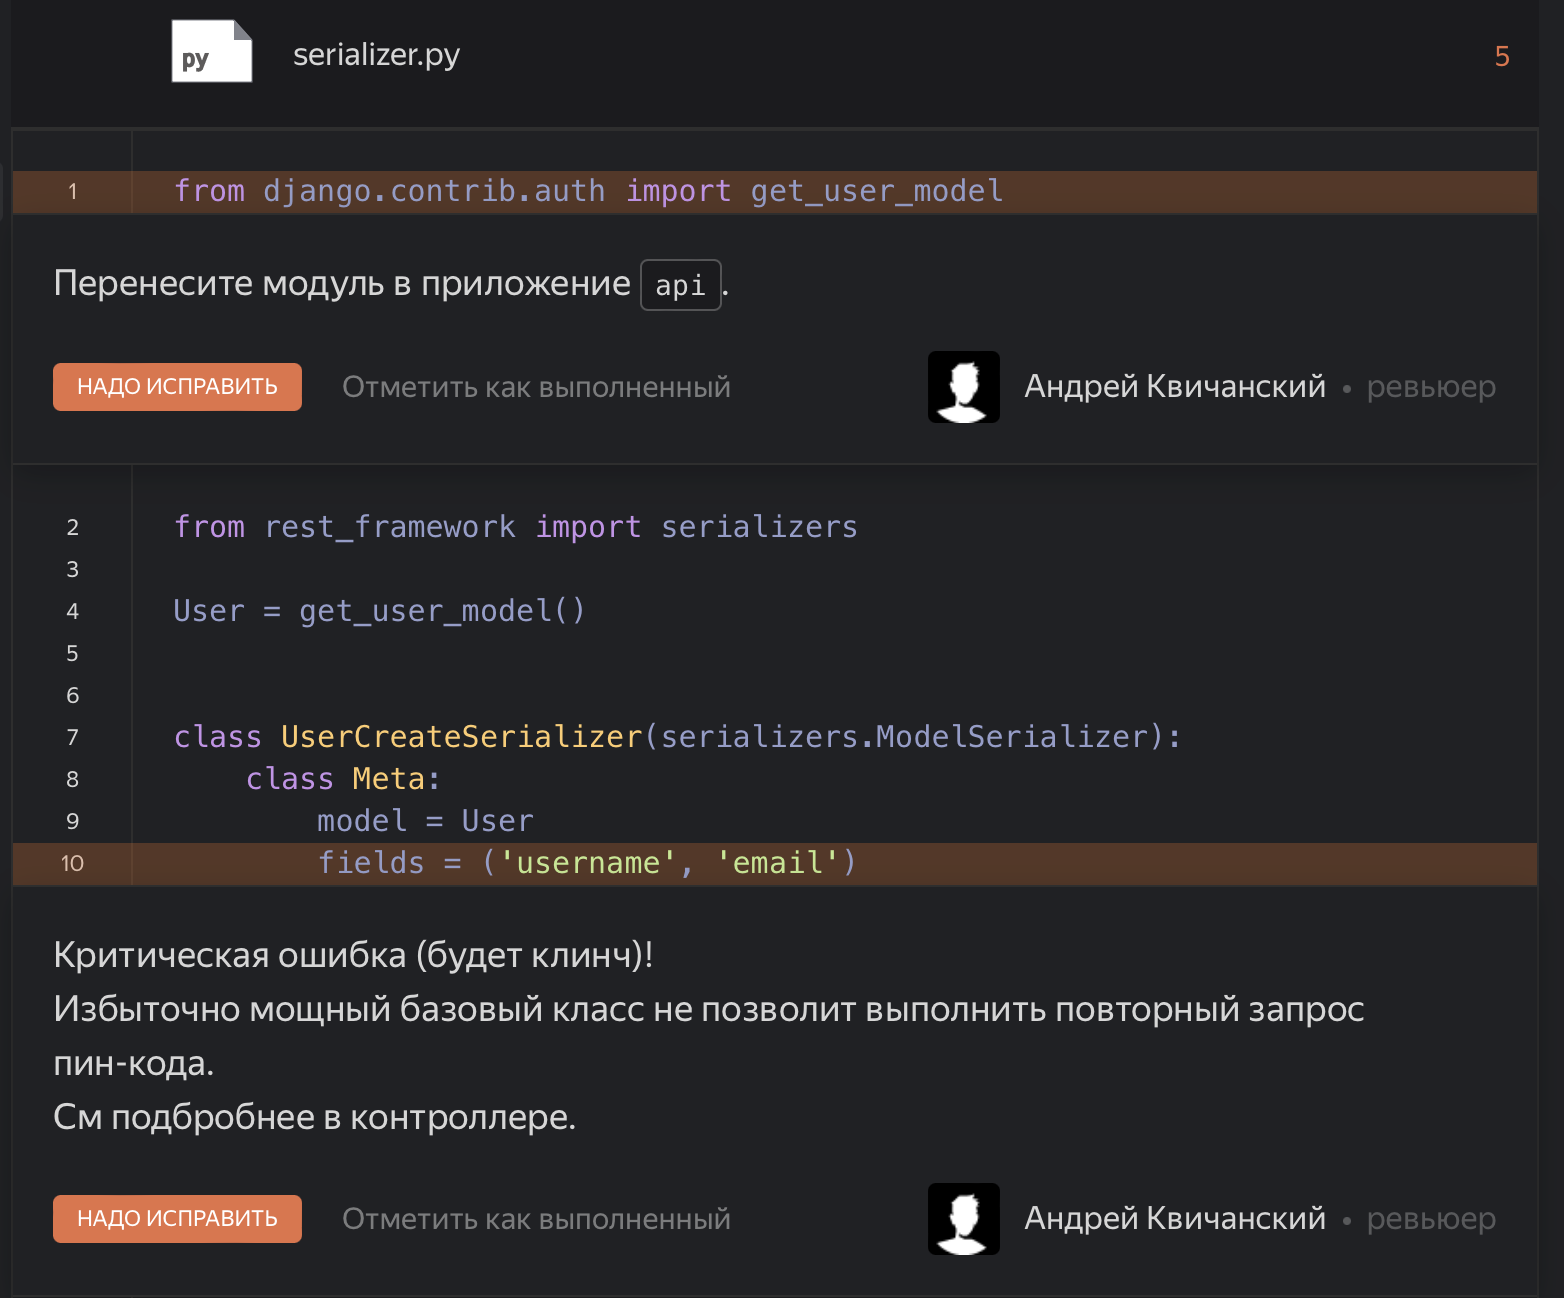 py serializer.py 5
1 from django.contrib.auth import get_user_model
Перенесите модуль в приложение api.
НАДО ИСПРАВИТЬ Отметить как выполненный Андрей Квичанский • ревьюер
2 from rest_framework import serializers
3
4 User = get_user_model()
5
6
7 class UserCreateSerializer(serializers.ModelSerializer):
8     class Meta:
9         model = User
10         fields = ('username', 'email')
Критическая ошибка (будет клинч)!
Избыточно мощный базовый класс не позволит выполнить повторный запрос
пин-кода.
См подбробнее в контроллере.
НАДО ИСПРАВИТЬ Отметить как выполненный Андрей Квичанский • ревьюер